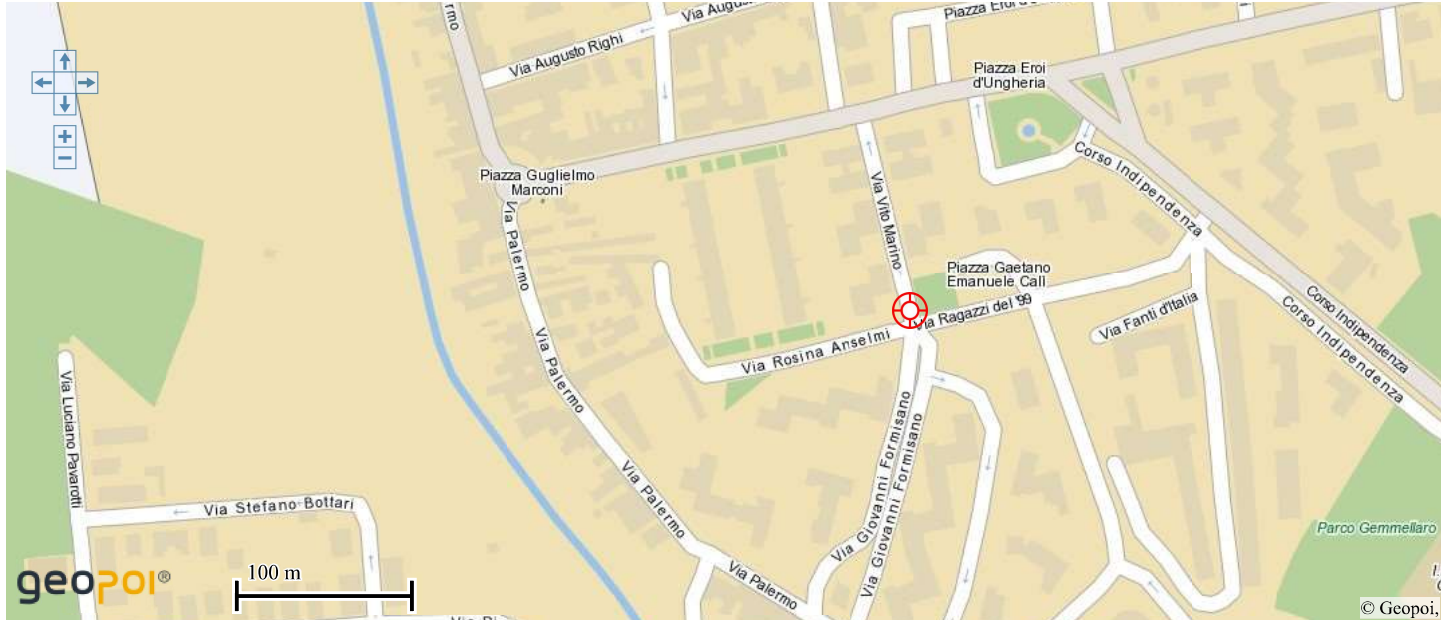 Via Augus
Piazza Eroi d'U
Palermo
Via Augusto Righi
Piazza Eroi
d'Ungheria
Corso Indipendenza
Piazza Guglielmo
Marconi
Via Palermo
Via Vito Marino
Piazza Gaetano
Emanuele Calì
Via Ragazzi del '99
Via Fanti d'Italia
Corso Indipendenza
Corso Indipendenza
Via Rosina Anselmi
Via Palermo
Via Luciano Pavarotti
Via Giovanni Formisano
Via Giovanni Formisano
Via Palermo
Via Stefano Bottari
Parco Gemmellaro
Via Palermo
geopoi®
100 m
© Geopoi,